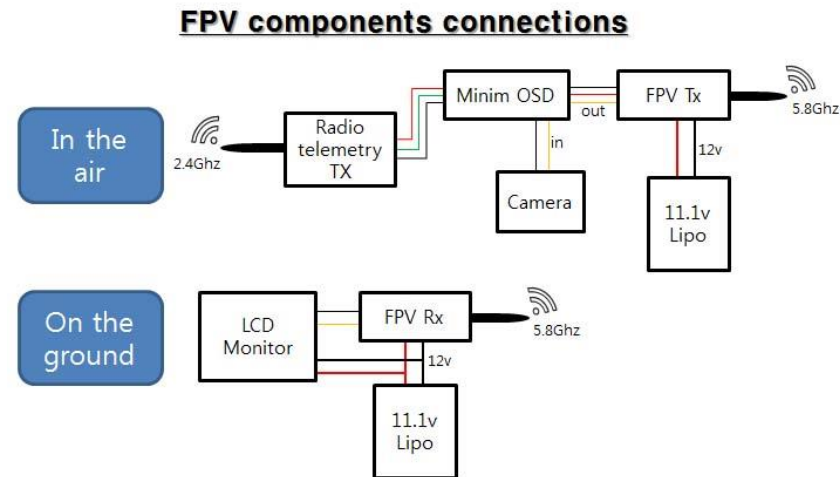 FPV components connections
In the
air
2.4Ghz
Radio
telemetry
TX
Minim OSD
out
in
Camera
FPV Tx
5.8Ghz
12v
11.1v
Lipo
On the
ground
LCD
Monitor
FPV Rx
5.8Ghz
12v
11.1v
Lipo